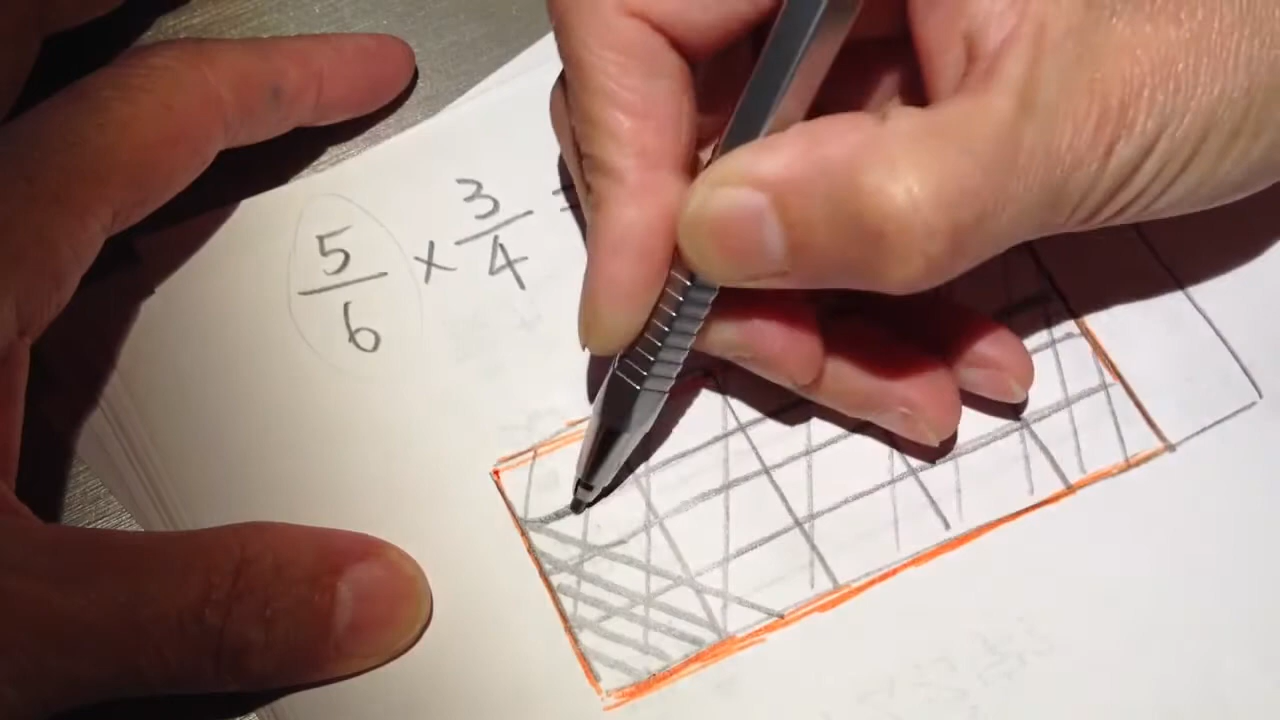 5/6 × 3/4 =